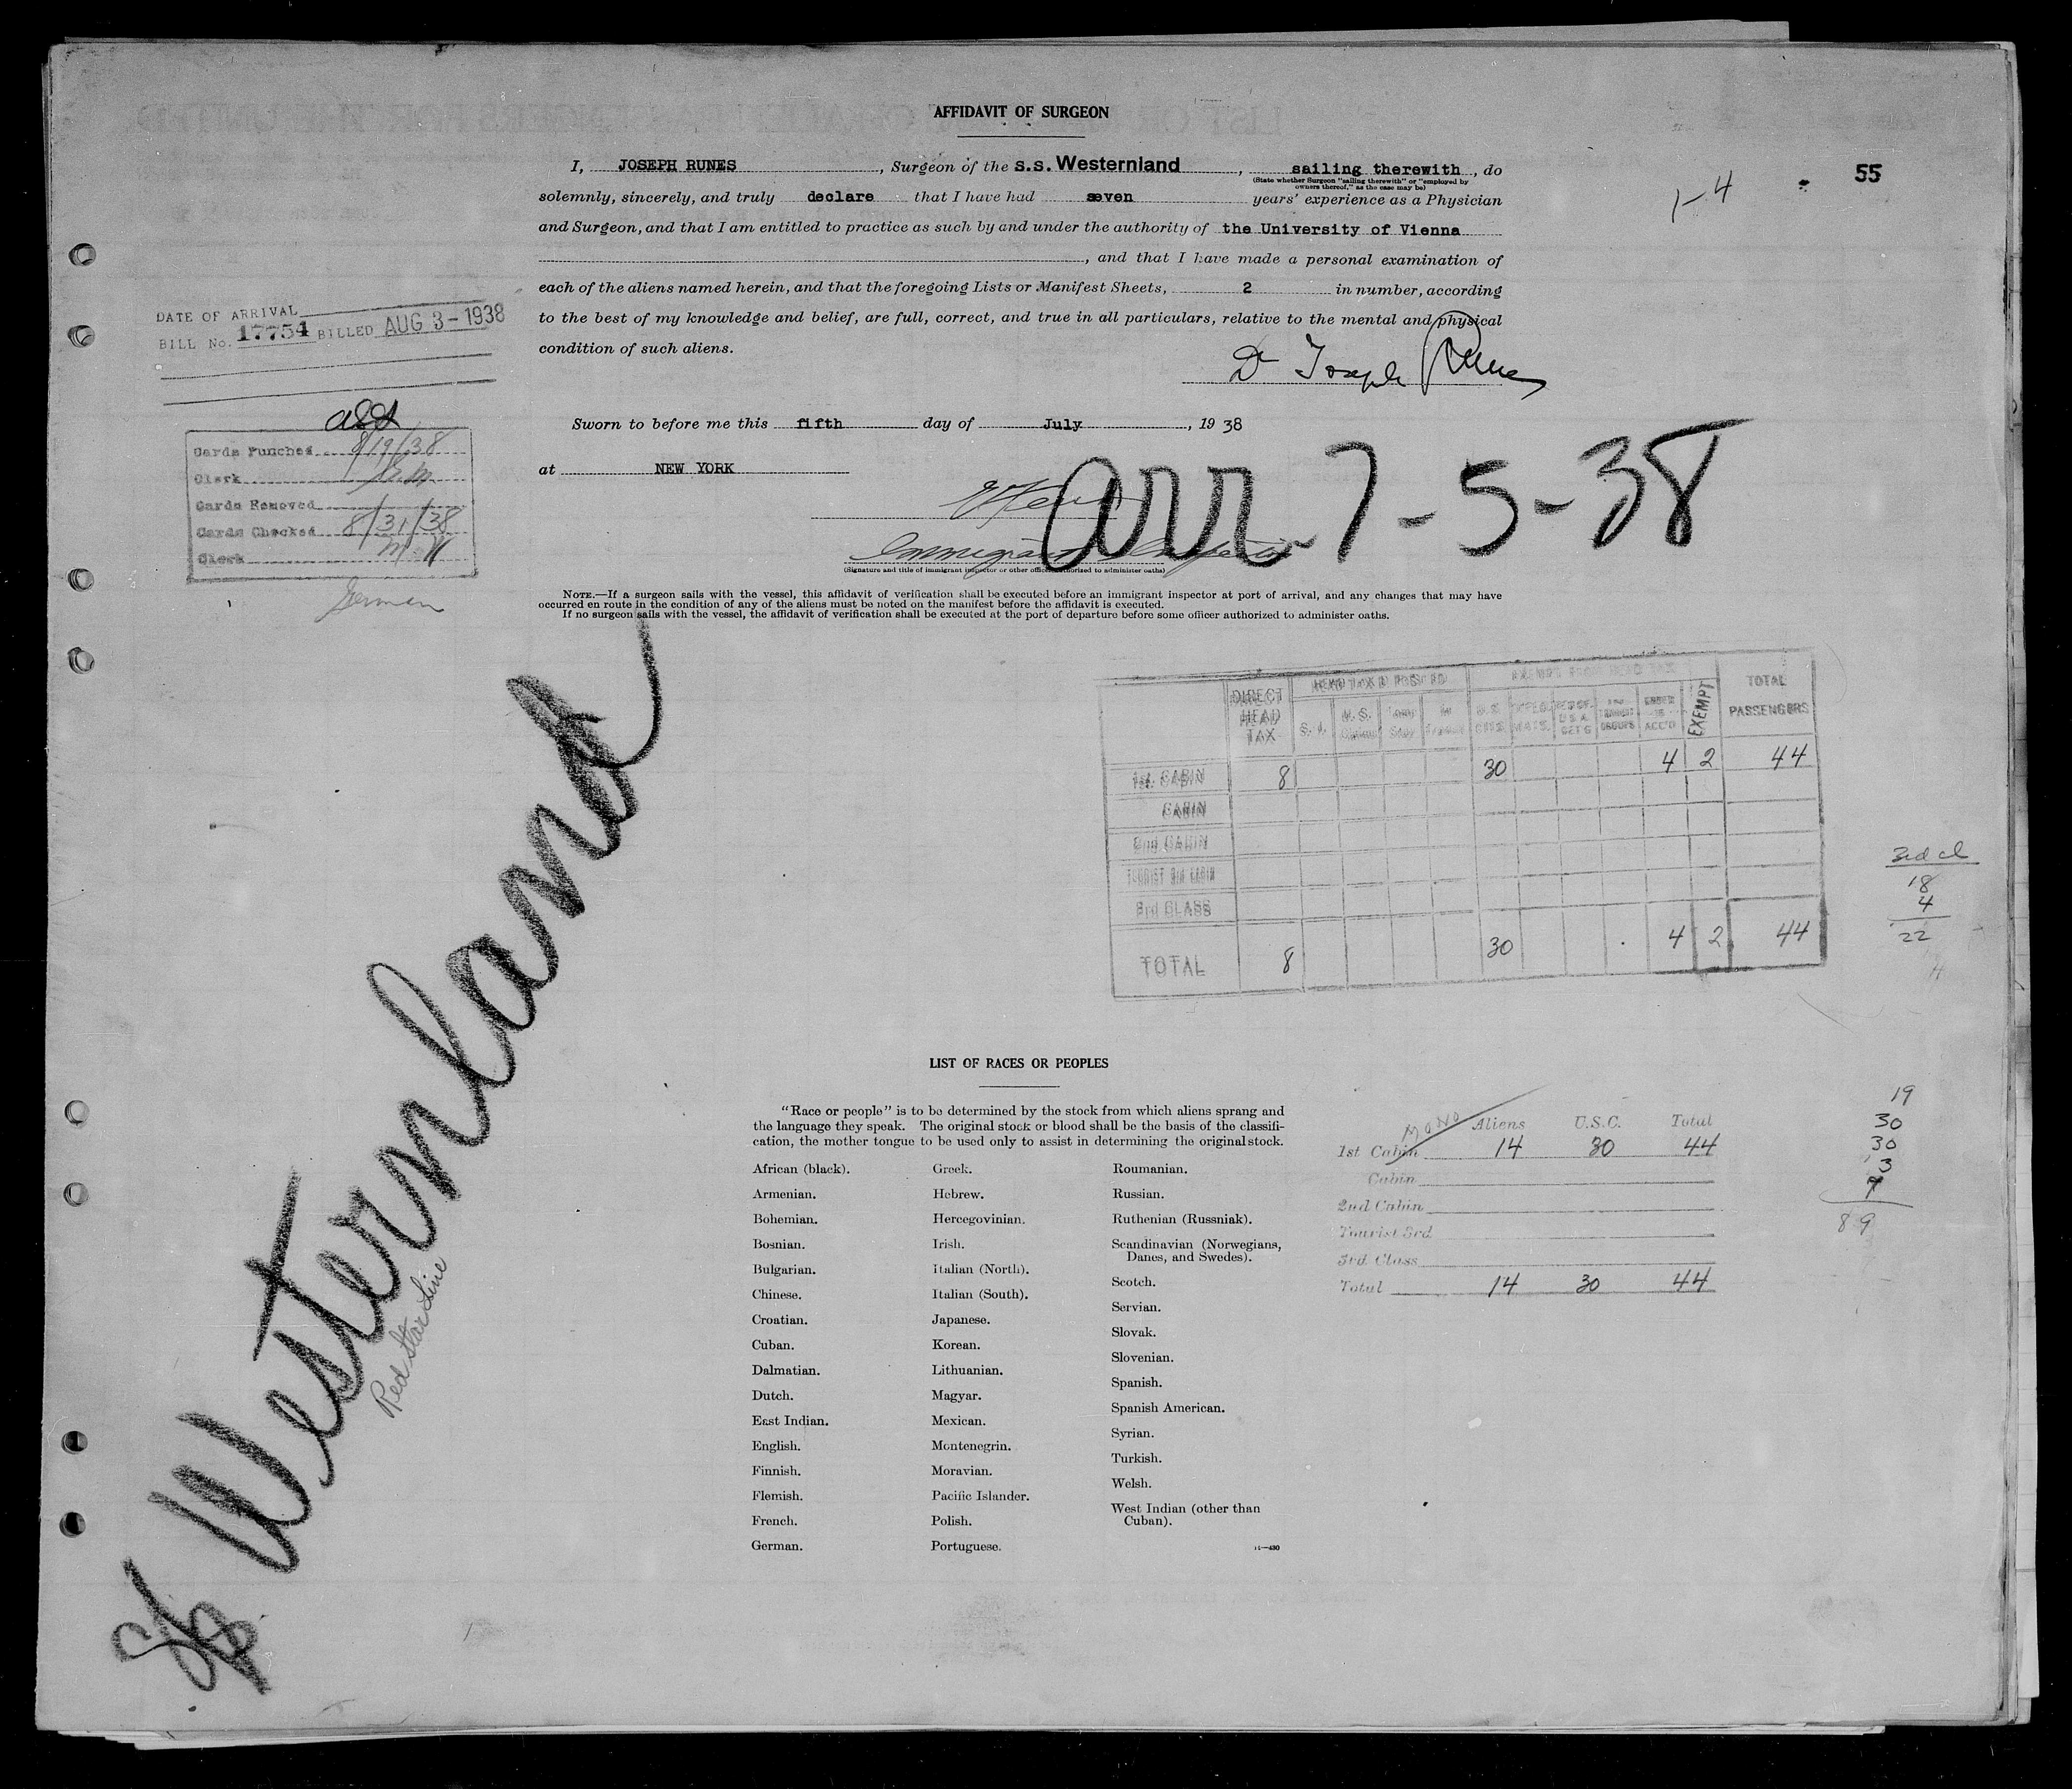 AFFIDAVIT OF SURGEON
I, JOSEPH RUNES, Surgeon of the s.s. Westernland, sailing therewith, do
(State whether Surgeon "sailing therewith" or "employed by
owners thereof," as the case may be)
55
1-4
solemnly, sincerely, and truly declare that I have had seven years' experience as a Physician
and Surgeon, and that I am entitled to practice as such by and under the authority of the University of Vienna
, and that I have made a personal examination of
each of the aliens named herein, and that the foregoing Lists or Manifest Sheets, 2 in number, according
to the best of my knowledge and belief, are full, correct, and true in all particulars, relative to the mental and physical
condition of such aliens.
Dr Joseph Runes
DATE OF ARRIVAL
BILL No. 17754 BILLED AUG 3-1938
Cards Punched 8/19/38
Clerk
Cards Removed
Cards Checked 8/31/38
Clerk
German
Sworn to before me this fifth day of July, 1938
at NEW YORK
arr. 7-5-38
Immigrant Inspector
(Signature and title of immigrant inspector or other officer authorized to administer oaths)
NOTE.—If a surgeon sails with the vessel, this affidavit of verification shall be executed before an immigrant inspector at port of arrival, and any changes that may have
occurred en route in the condition of any of the aliens must be noted on the manifest before the affidavit is executed.
If no surgeon sails with the vessel, the affidavit of verification shall be executed at the port of departure before some officer authorized to administer oaths.
SS Westernland
Red Star Line
DIRECT HEAD TAX
EXEMPT
TOTAL PASSENGERS
1st CABIN 8 30 4 2 44
CABIN
2nd CABIN
TOURIST 3rd CABIN
3rd CLASS
TOTAL 8 30 4 2 44
3rd cl
18
4
22
LIST OF RACES OR PEOPLES
"Race or people" is to be determined by the stock from which aliens sprang and
the language they speak. The original stock or blood shall be the basis of the classifi-
cation, the mother tongue to be used only to assist in determining the original stock.
African (black).
Armenian.
Bohemian.
Bosnian.
Bulgarian.
Chinese.
Croatian.
Cuban.
Dalmatian.
Dutch.
East Indian.
English.
Finnish.
Flemish.
French.
German.
Greek.
Hebrew.
Hercegovinian.
Irish.
Italian (North).
Italian (South).
Japanese.
Korean.
Lithuanian.
Magyar.
Mexican.
Montenegrin.
Moravian.
Pacific Islander.
Polish.
Portuguese.
Roumanian.
Russian.
Ruthenian (Russniak).
Scandinavian (Norwegians,
Danes, and Swedes).
Scotch.
Servian.
Slovak.
Slovenian.
Spanish.
Spanish American.
Syrian.
Turkish.
Welsh.
West Indian (other than
Cuban).
Aliens U.S.C. Total
1st Cabin 14 30 44
Cabin
2nd Cabin
Tourist 3rd
3rd Class
Total 14 30 44
19
30
30
3
7
89